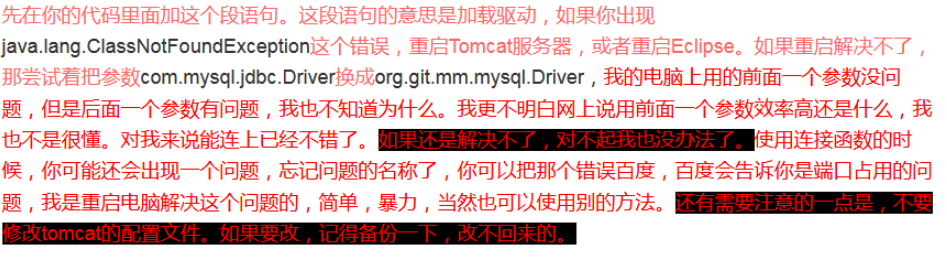 先在你的代码里面加这个段语句。这段语句的意思是加载驱动，如果你出现
java.lang.ClassNotFoundException这个错误，重启Tomcat服务器，或者重启Eclipse。如果重启解决不了，
那尝试着把参数com.mysql.jdbc.Driver换成org.git.mm.mysql.Driver，我的电脑上用的前面一个参数没问
题，但是后面一个参数有问题，我也不知道为什么。我更不明白网上说用前面一个参数效率高还是什么，我
也不是很懂。对我来说能连上已经不错了。如果还是解决不了，对不起我也没办法了。使用连接函数的时
候，你可能还会出现一个问题，忘记问题的名称了，你可以把那个错误百度，百度会告诉你是端口占用的问
题，我是重启电脑解决这个问题的，简单，暴力，当然也可以使用别的方法。还有需要注意的一点是，不要
修改tomcat的配置文件。如果要改，记得备份一下，改不回来的。